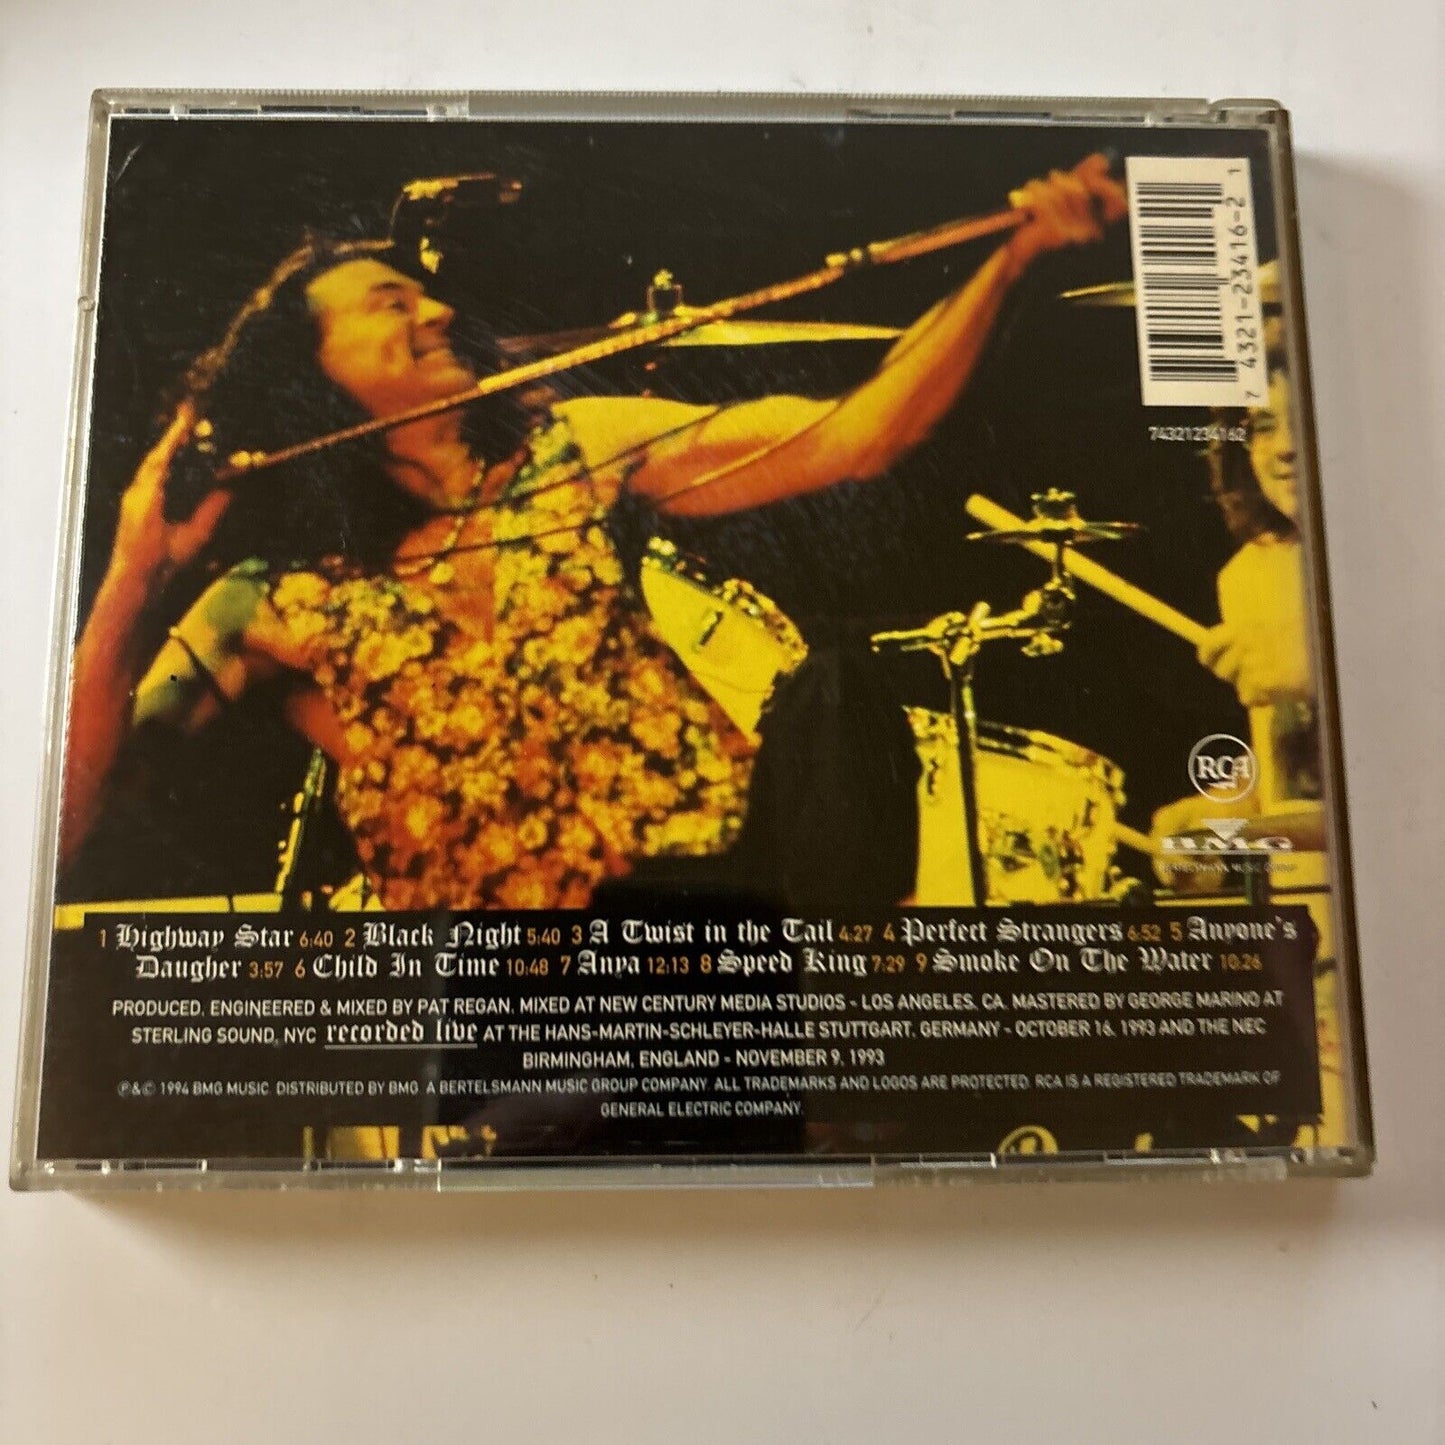 7 4321-23416-2 1
74321234162
RCA
BMG
1 Highway Star 6:40 2 Black Night 5:40 3 A Twist in the Tail 4:27 4 Perfect Strangers 6:52 5 Anyone's
Daugher 3:57 6 Child In Time 10:48 7 Anya 12:13 8 Speed King 7:29 9 Smoke On The Water 10.26
PRODUCED, ENGINEERED & MIXED BY PAT REGAN. MIXED AT NEW CENTURY MEDIA STUDIOS - LOS ANGELES, CA. MASTERED BY GEORGE MARINO AT
STERLING SOUND, NYC recorded live AT THE HANS-MARTIN-SCHLEYER-HALLE STUTTGART, GERMANY - OCTOBER 16, 1993 AND THE NEC
BIRMINGHAM, ENGLAND - NOVEMBER 9, 1993
℗&© 1994 BMG MUSIC. DISTRIBUTED BY BMG. A BERTELSMANN MUSIC GROUP COMPANY. ALL TRADEMARKS AND LOGOS ARE PROTECTED. RCA IS A REGISTERED TRADEMARK OF
GENERAL ELECTRIC COMPANY.